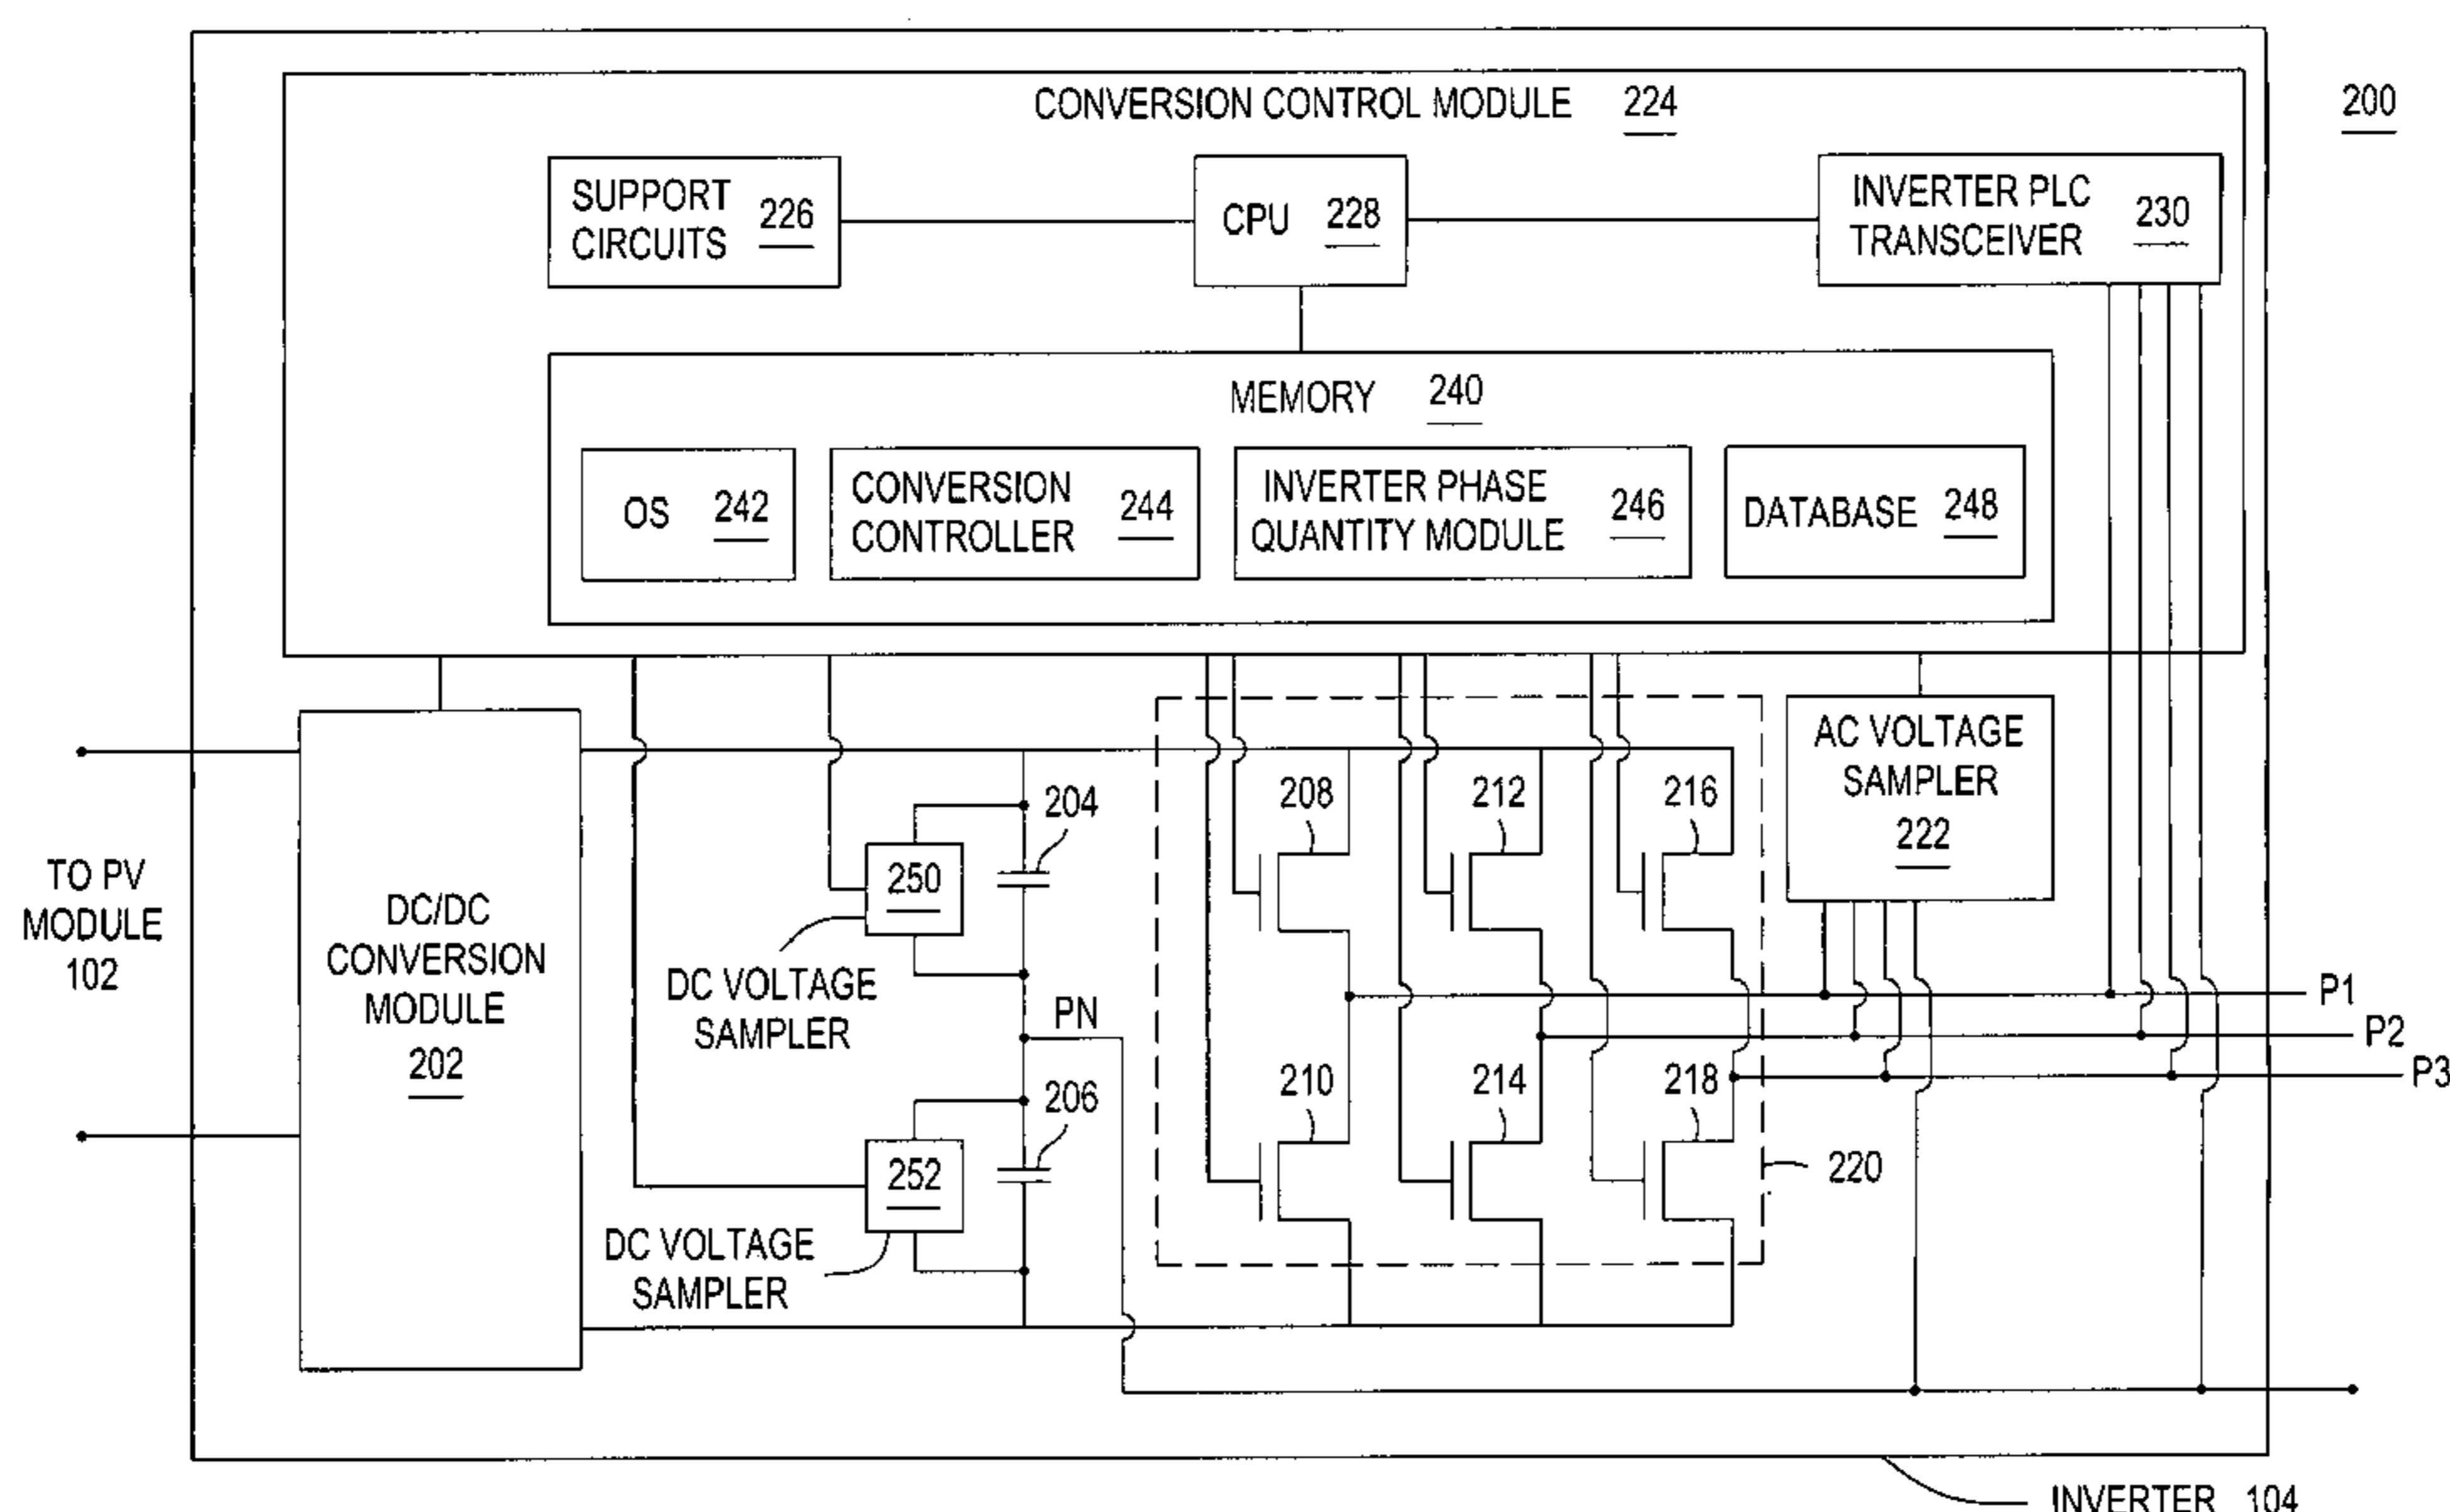 CONVERSION CONTROL MODULE 224
200
SUPPORT
CIRCUITS
226
CPU 228
INVERTER PLC
TRANSCEIVER
230
MEMORY 240
OS 242
CONVERSION
CONTROLLER
244
INVERTER PHASE
QUANTITY MODULE
246
DATABASE 248
TO PV
MODULE
102
DC/DC
CONVERSION
MODULE
202
250
DC VOLTAGE
SAMPLER
204
PN
206
252
DC VOLTAGE
SAMPLER
208
212
216
210
214
218
220
AC VOLTAGE
SAMPLER
222
P1
P2
P3
INVERTER 104